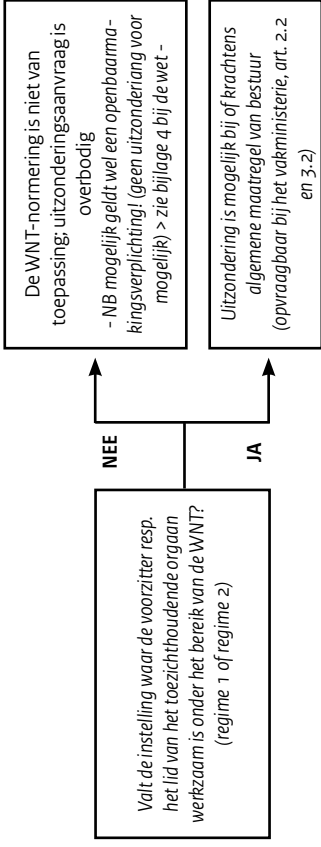 Valt de instelling waar de voorzitter resp.
het lid van het toezichthoudende orgaan
werkzaam is onder het bereik van de WNT?
(regime 1 of regime 2)
NEE
De WNT-normering is niet van
toepassing; uitzonderingsaanvraag is
overbodig
- NB mogelijk geldt wel een openbaarma-
kingsverplichting! (geen uitzonderiang voor
mogelijk) > zie bijlage 4 bij de wet -
JA
Uitzondering is mogelijk bij of krachtens
algemene maatregel van bestuur
(opvraagbaar bij het vakministerie, art. 2.2
en 3.2)